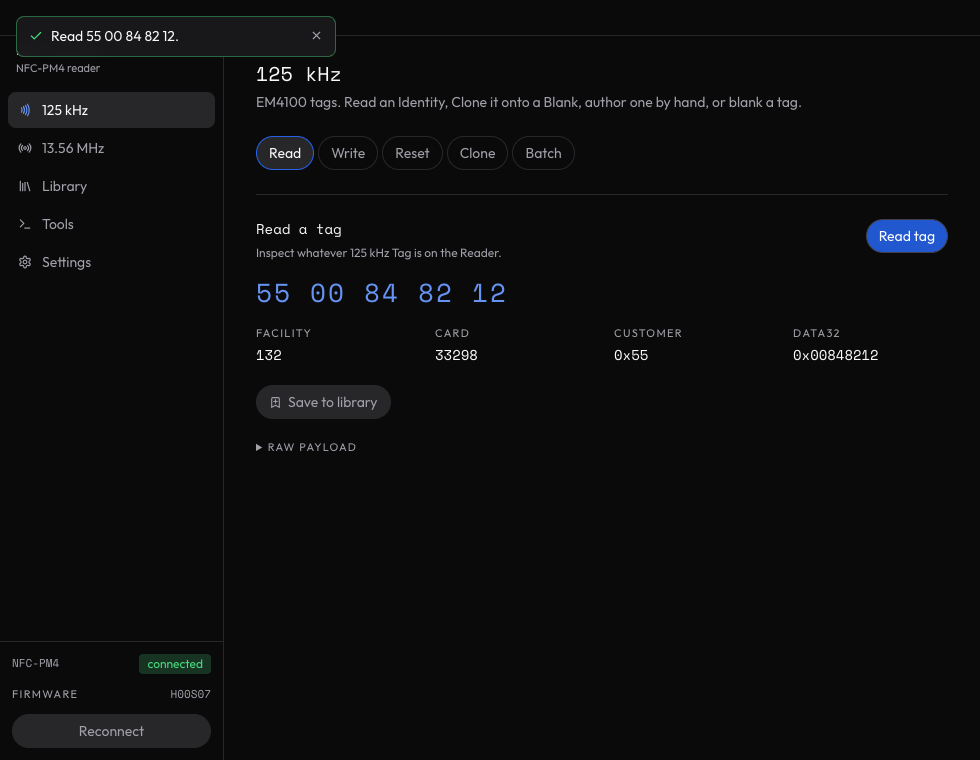 Read 55 00 84 82 12.
NFC-PM4 reader
125 kHz
13.56 MHz
Library
Tools
Settings
NFC-PM4
connected
FIRMWARE
H00S07
Reconnect
125 kHz
EM4100 tags. Read an Identity, Clone it onto a Blank, author one by hand, or blank a tag.
Read
Write
Reset
Clone
Batch
Read a tag
Inspect whatever 125 kHz Tag is on the Reader.
Read tag
55 00 84 82 12
FACILITY
132
CARD
33298
CUSTOMER
0x55
DATA32
0x00848212
Save to library
RAW PAYLOAD